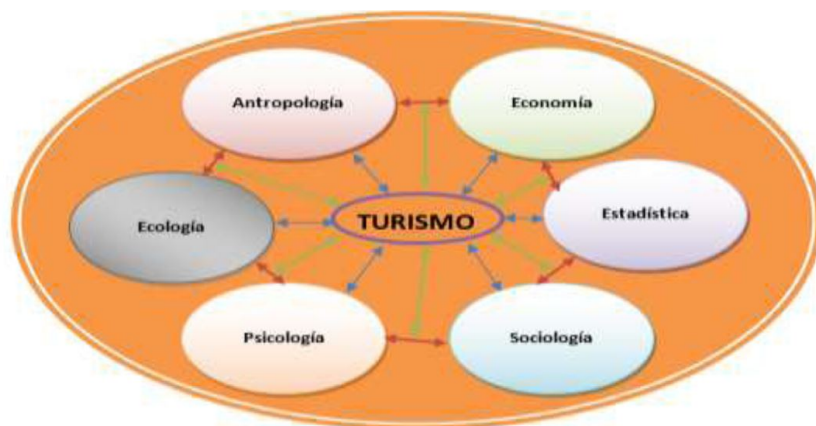 Antropología
Economía
Ecología
TURISMO
Estadística
Psicología
Sociología